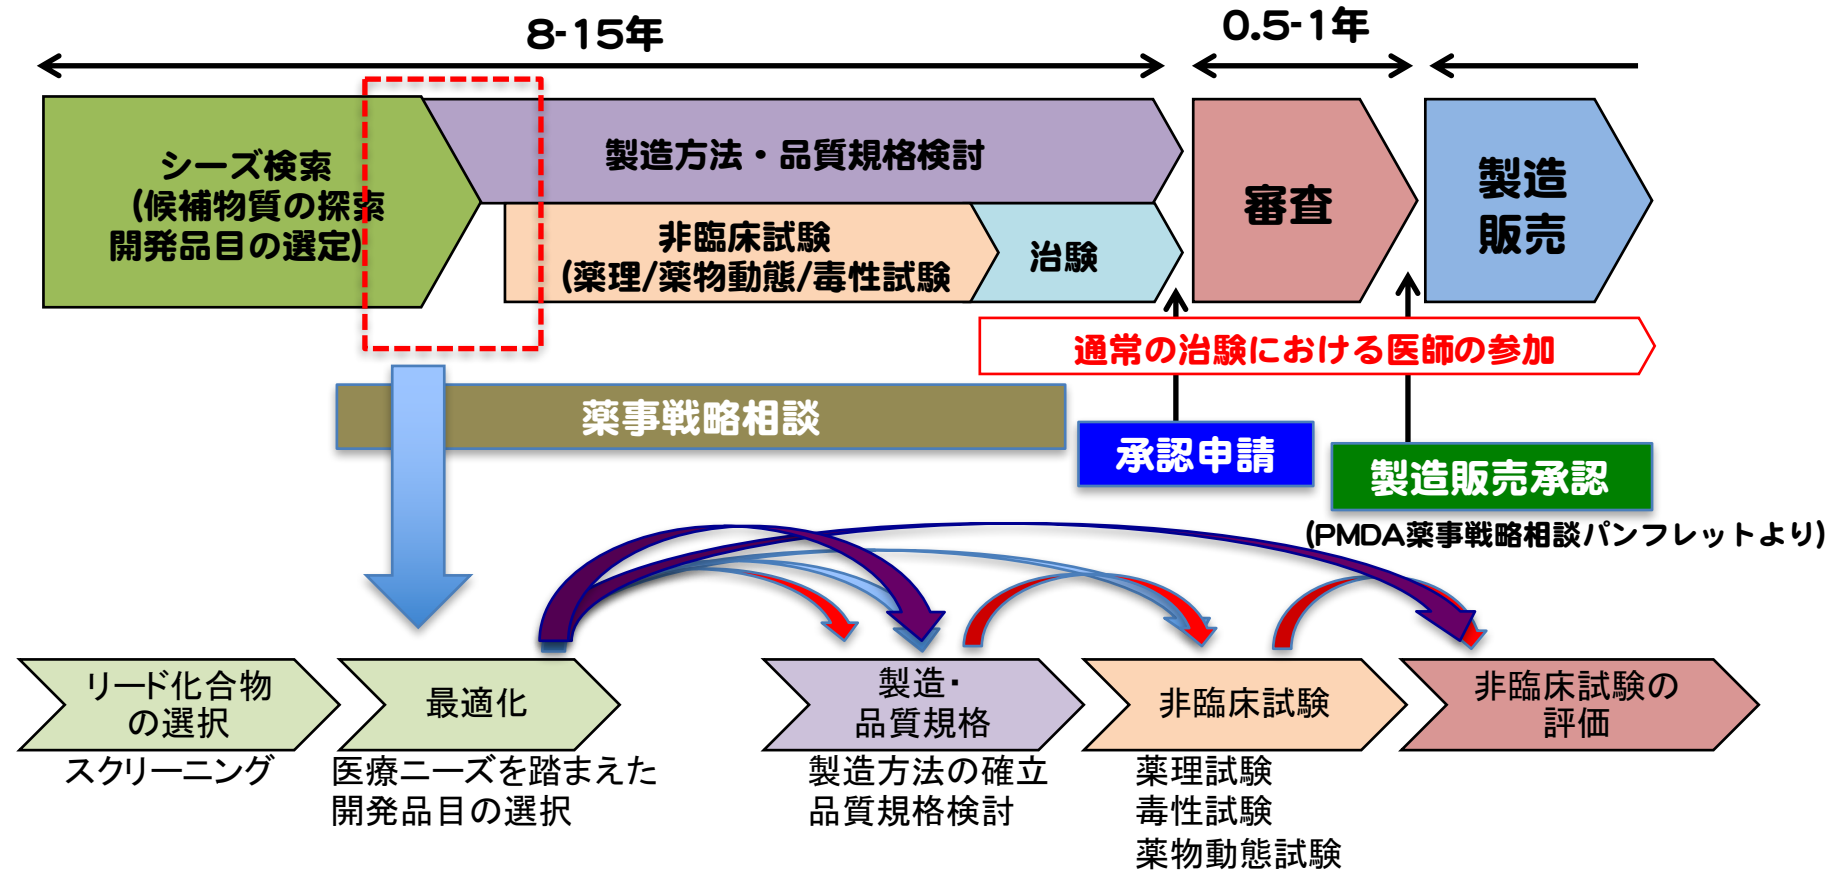 8-15年
0.5-1年
シーズ検索
(候補物質の探索
開発品目の選定)
製造方法・品質規格検討
非臨床試験
(薬理/薬物動態/毒性試験
治験
審査
製造
販売
通常の治験における医師の参加
薬事戦略相談
承認申請
製造販売承認
(PMDA薬事戦略相談パンフレットより)
リード化合物
の選択
最適化
製造・
品質規格
非臨床試験
非臨床試験の
評価
スクリーニング
医療ニーズを踏まえた
開発品目の選択
製造方法の確立
品質規格検討
薬理試験
毒性試験
薬物動態試験